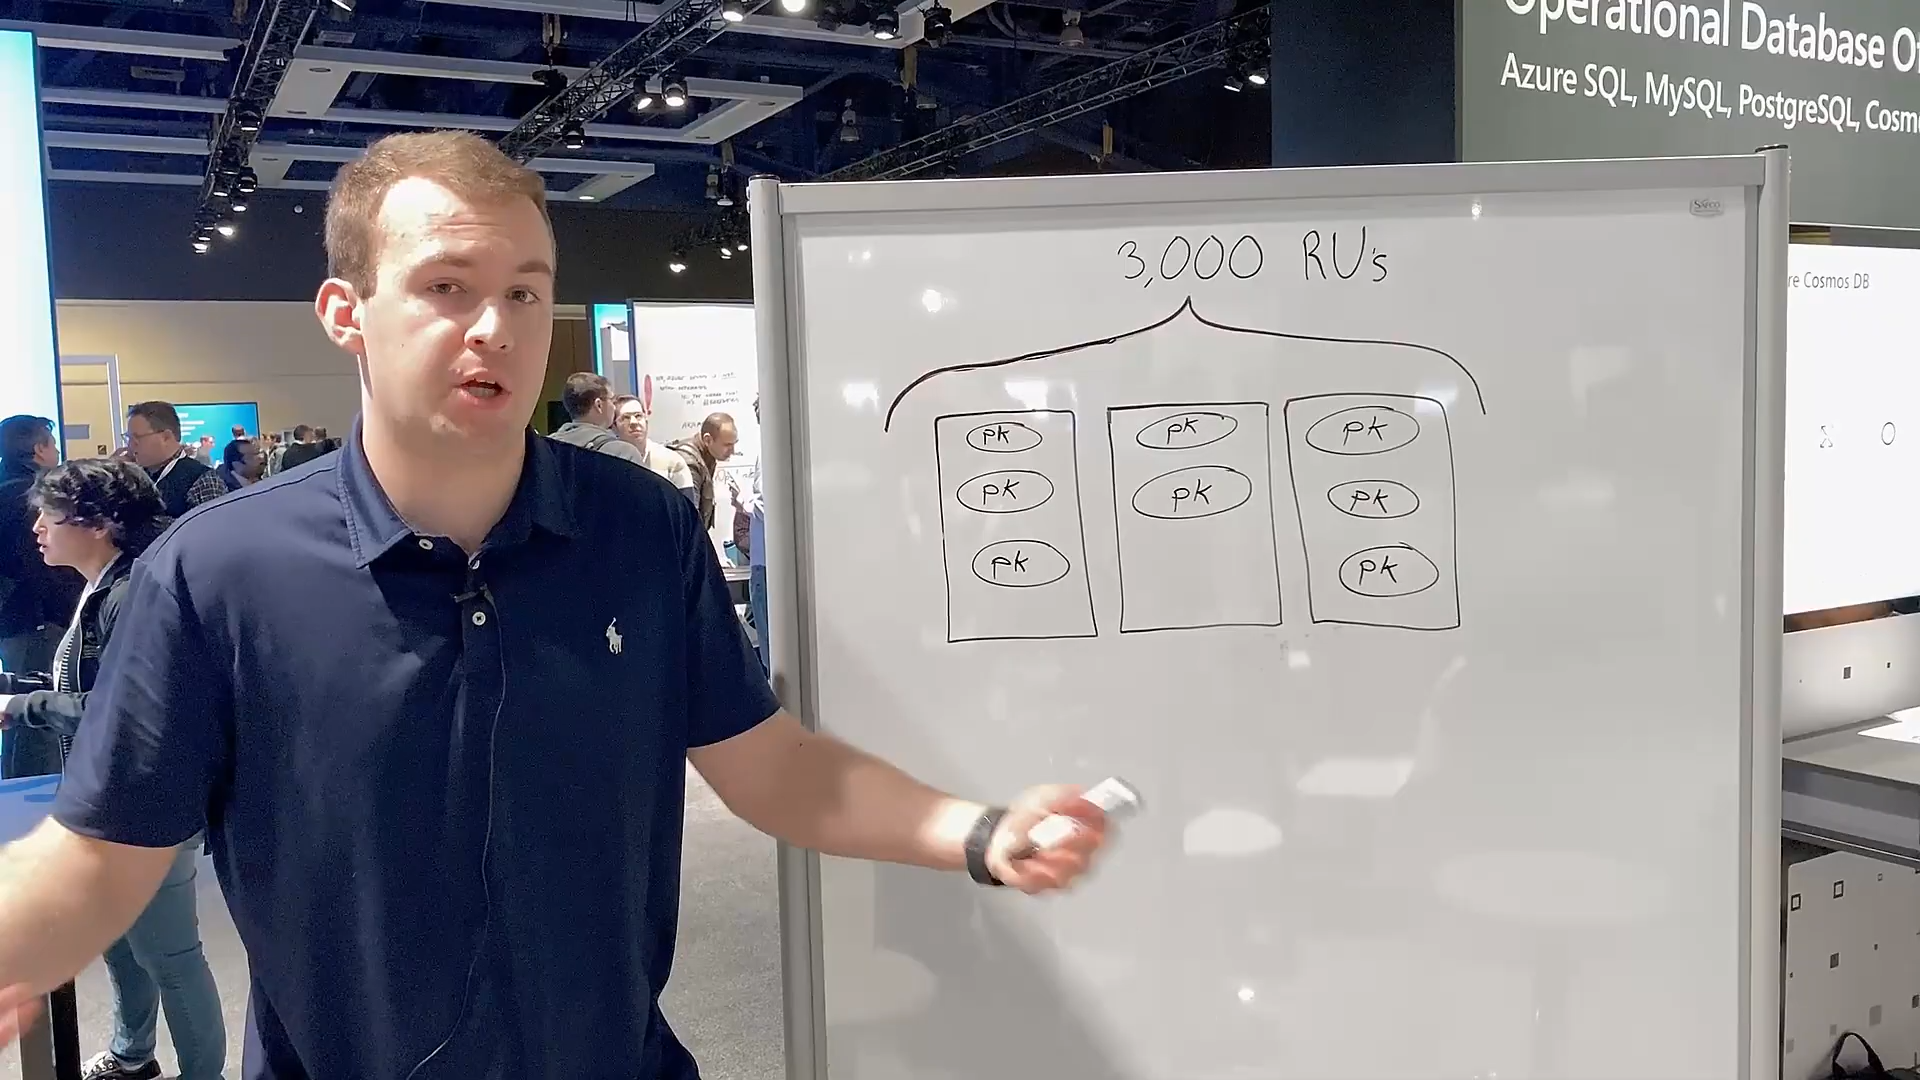 Operational Database O
Azure SQL, MySQL, PostgreSQL, Cosm
Safco
3,000 RU's
re Cosmos DB
pk pk pk
pk pk pk
pk pk